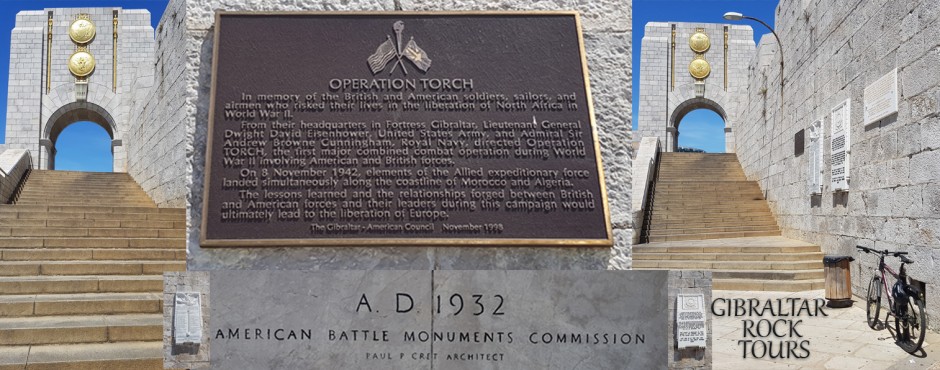 OPERATION TORCH
In memory of the British and American soldiers, sailors, and
airmen who risked their lives in the liberation of North Africa in
World War II.
From their headquarters in Fortress Gibraltar, Lieutenant General
Dwight David Eisenhower, United States Army, and Admiral Sir
Andrew Browne Cunningham, Royal Navy, directed Operation
TORCH, the first major combined combat operation during World
War II involving American and British forces.
On 8 November 1942, elements of the Allied expeditionary force
landed simultaneously along the coastline of Morocco and Algeria.
The lessons learned and the relationships forged between British
and American forces and their leaders during this campaign would
ultimately lead to the liberation of Europe.
The Gibraltar - American Council November 1998
A.D. 1932
AMERICAN BATTLE MONUMENTS COMMISSION
PAUL P CRET ARCHITECT
GIBRALTAR
ROCK
TOURS